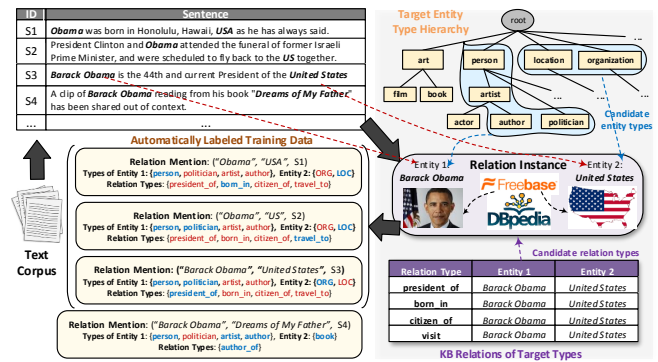 ID Sentence
S1 Obama was born in Honolulu, Hawaii, USA as he has always said.
S2 President Clinton and Obama attended the funeral of former Israeli
Prime Minister, and were scheduled to fly back to the US together.
S3 Barack Obama is the 44th and current President of the United States
S4 A clip of Barack Obama reading from his book "Dreams of My Father"
has been shared out of context.
... ...
Target Entity
Type Hierarchy
root
art person location organization ...
film book artist ... ...
actor author politician
Candidate
entity types
Automatically Labeled Training Data
Relation Mention: ("Obama", "USA", S1)
Types of Entity 1: {person, politician, artist, author}, Entity 2: {ORG, LOC}
Relation Types: {president_of, born_in, citizen_of, travel_to}
Relation Mention: ("Obama", "US", S2)
Types of Entity 1: {person, politician, artist, author}, Entity 2: {ORG, LOC}
Relation Types: {president_of, born_in, citizen_of, travel_to}
Relation Mention: ("Barack Obama", "United States", S3)
Types of Entity 1: {person, politician, artist, author}, Entity 2: {ORG, LOC}
Relation Types: {president_of, born_in, citizen_of, travel_to}
Relation Mention: ("Barack Obama", "Dreams of My Father", S4)
Types of Entity 1: {person, politician, artist, author}, Entity 2: {book}
Relation Types: {author_of}
Text
Corpus
Entity 1:
Barack Obama
Relation Instance
Entity 2:
United States
Freebase
DBpedia
Candidate relation types
Relation Type Entity 1 Entity 2
president_of Barack Obama United States
born_in Barack Obama United States
citizen_of Barack Obama United States
visit Barack Obama United States
KB Relations of Target Types